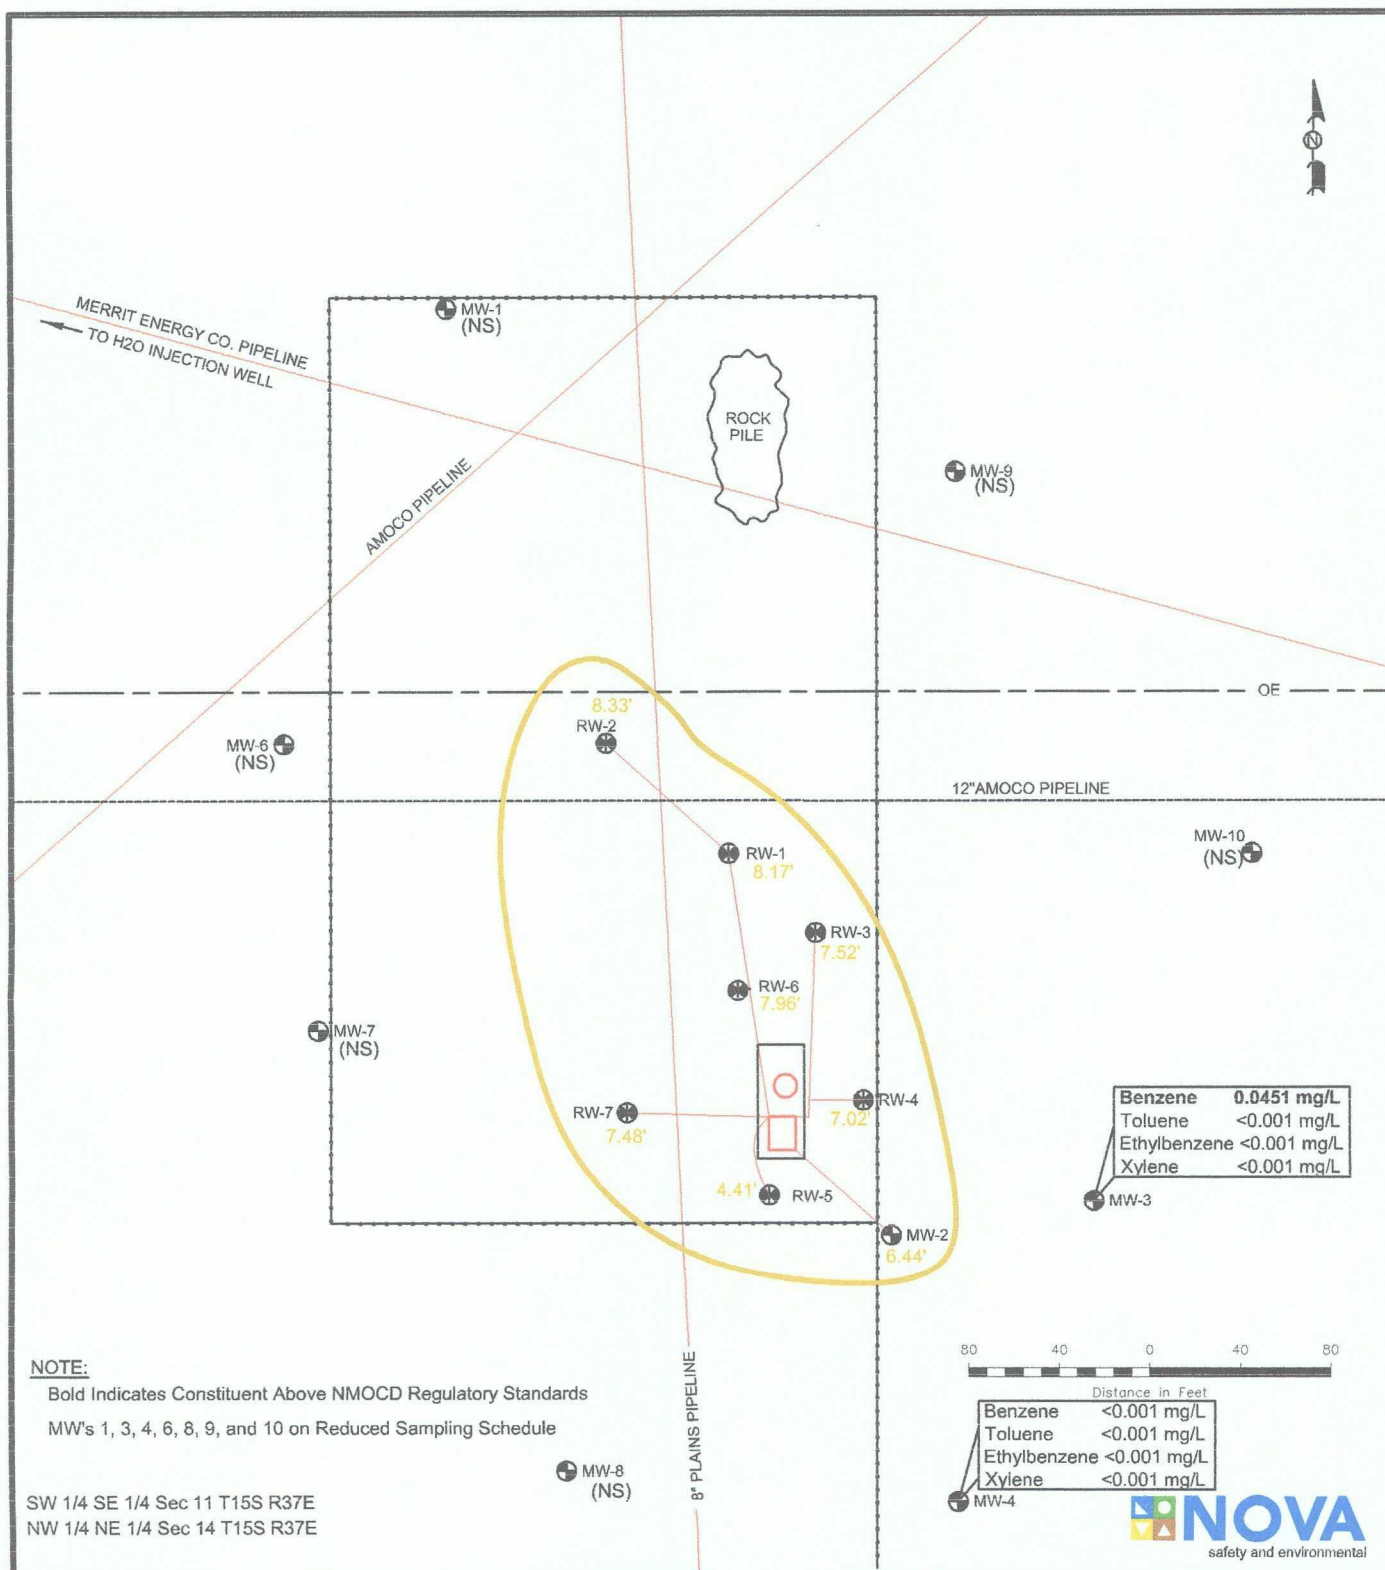 N
MW-1
(NS)
MERRIT ENERGY CO. PIPELINE
TO H2O INJECTION WELL
ROCK
PILE
MW-9
(NS)
AMOCO PIPELINE
OE
8.33'
RW-2
MW-6
(NS)
12"AMOCO PIPELINE
MW-10
(NS)
RW-1
8.17'
RW-3
7.52'
RW-6
7.96'
MW-7
(NS)
RW-4
7.02'
RW-7
7.48'
Benzene 0.0451 mg/L
Toluene <0.001 mg/L
Ethylbenzene <0.001 mg/L
Xylene <0.001 mg/L
MW-3
4.41'
RW-5
MW-2
6.44'
8" PLAINS PIPELINE
80 40 0 40 80
Distance in Feet
NOTE:
Bold Indicates Constituent Above NMOCD Regulatory Standards
MW's 1, 3, 4, 6, 8, 9, and 10 on Reduced Sampling Schedule
Benzene <0.001 mg/L
Toluene <0.001 mg/L
Ethylbenzene <0.001 mg/L
Xylene <0.001 mg/L
MW-4
MW-8
(NS)
SW 1/4 SE 1/4 Sec 11 T15S R37E
NW 1/4 NE 1/4 Sec 14 T15S R37E
NOVA
safety and environmental